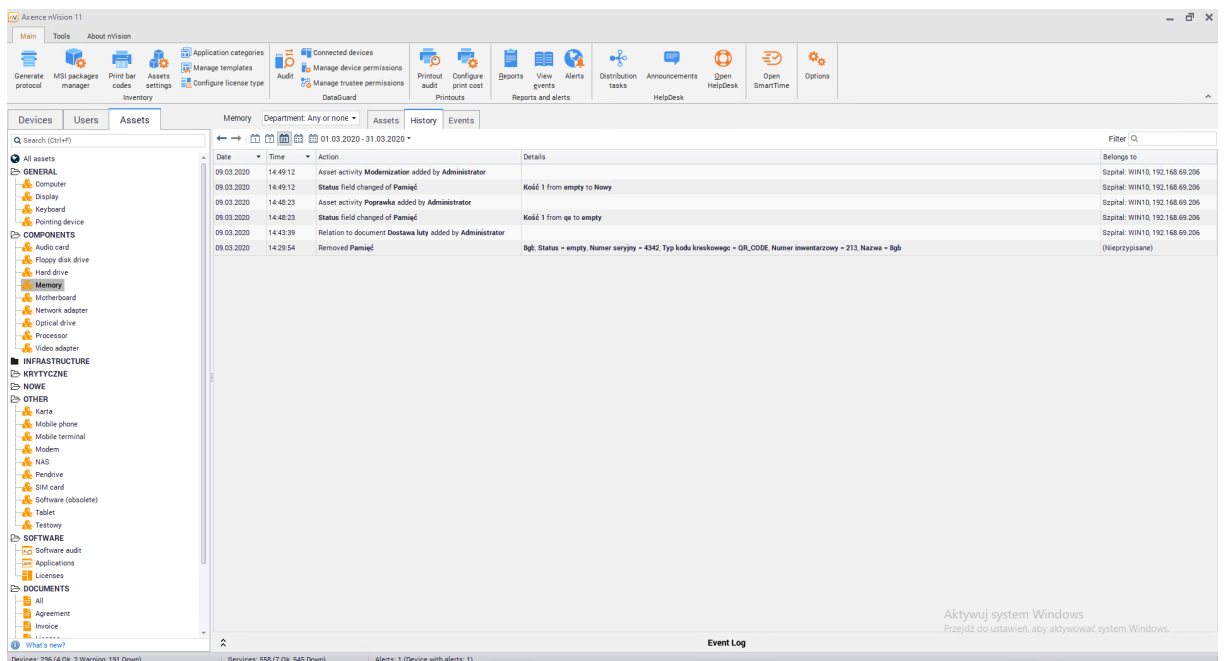 nV Axence nVision 11
Main Tools About nVision
Generate protocol
MSI packages manager
Print bar codes
Assets settings
Application categories
Manage templates
Configure license type
Inventory
Audit
Connected devices
Manage device permissions
Manage trustee permissions
DataGuard
Printout audit
Configure print cost
Printouts
Reports
View events
Alerts
Reports and alerts
Distribution tasks
Announcements
Open HelpDesk
HelpDesk
Open SmartTime
Options
Devices Users Assets
Memory Department: Any or none Assets History Events
Search (Ctrl+F)
01.03.2020 - 31.03.2020
Filter
All assets
GENERAL
Computer
Display
Keyboard
Pointing device
COMPONENTS
Audio card
Floppy disk drive
Hard drive
Memory
Motherboard
Network adapter
Optical drive
Processor
Video adapter
INFRASTRUCTURE
KRYTYCZNE
NOWE
OTHER
Karta
Mobile phone
Mobile terminal
Modem
NAS
Pendrive
SIM card
Software (obsolete)
Tablet
Testowy
SOFTWARE
Software audit
Applications
Licenses
DOCUMENTS
All
Agreement
Invoice
What's new?
Date Time Action Details Belongs to
09.03.2020 14:49:12 Asset activity Modernization added by Administrator Szpital: WIN10, 192.168.69.206
09.03.2020 14:49:12 Status field changed of Pamięć Kość 1 from empty to Nowy Szpital: WIN10, 192.168.69.206
09.03.2020 14:48:23 Asset activity Poprawka added by Administrator Szpital: WIN10, 192.168.69.206
09.03.2020 14:48:23 Status field changed of Pamięć Kość 1 from qe to empty Szpital: WIN10, 192.168.69.206
09.03.2020 14:43:39 Relation to document Dostawa luty added by Administrator Szpital: WIN10, 192.168.69.206
09.03.2020 14:29:54 Removed Pamięć 8gb, Status = empty, Numer seryjny = 4342, Typ kodu kreskowego = QR_CODE, Numer inwentarzowy = 213, Nazwa = 8gb (Nieprzypisane)
Aktywuj system Windows
Przejdź do ustawień, aby aktywować system Windows.
Event Log
Devices: 236 (4 Ok, 2 Warning, 191 Down) Services: 558 (7 Ok, 545 Down) Alerts: 1 (Device with alerts: 1)